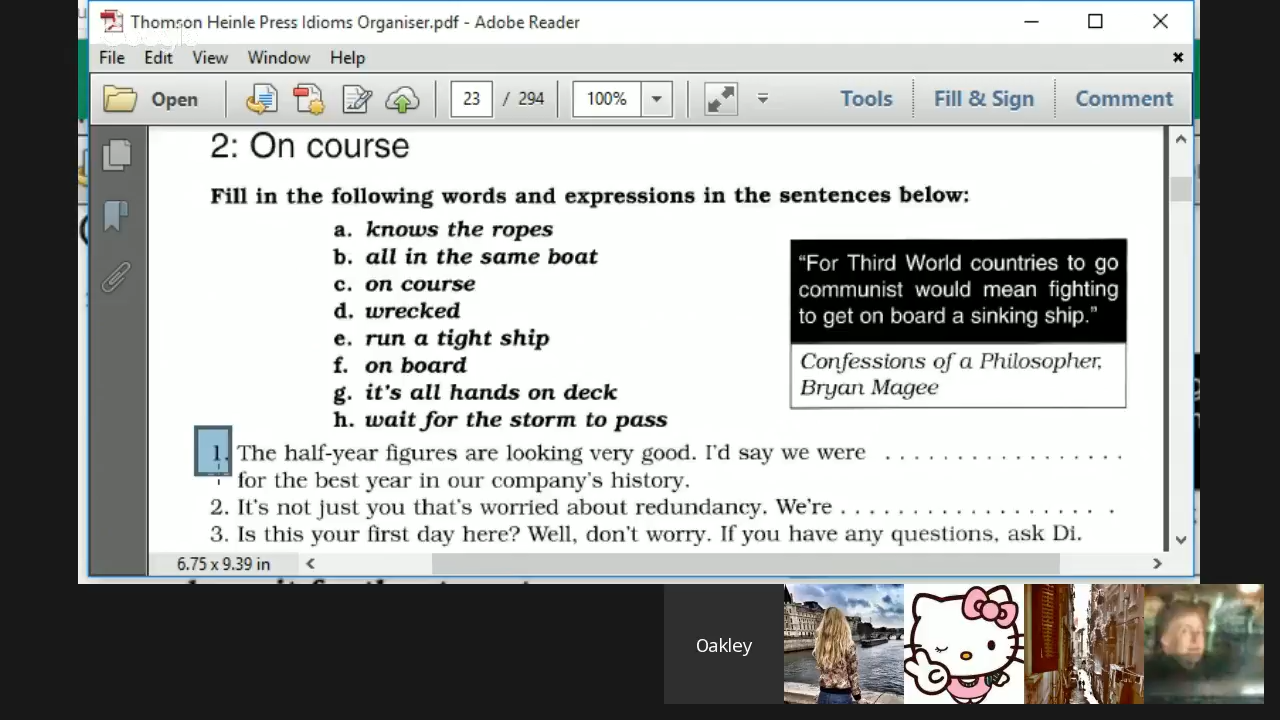 Thomson Heinle Press Idioms Organiser.pdf - Adobe Reader
File Edit View Window Help
Open 23 / 294 100% Tools Fill & Sign Comment
2: On course
Fill in the following words and expressions in the sentences below:
a. knows the ropes
b. all in the same boat
c. on course
d. wrecked
e. run a tight ship
f. on board
g. it's all hands on deck
h. wait for the storm to pass
“For Third World countries to go
communist would mean fighting
to get on board a sinking ship.”
Confessions of a Philosopher,
Bryan Magee
1. The half-year figures are looking very good. I'd say we were . . . . . . . . . . . . . . . . .
for the best year in our company's history.
2. It's not just you that's worried about redundancy. We're . . . . . . . . . . . . . . . . . . .
3. Is this your first day here? Well, don't worry. If you have any questions, ask Di.
6.75 x 9.39 in
Oakley